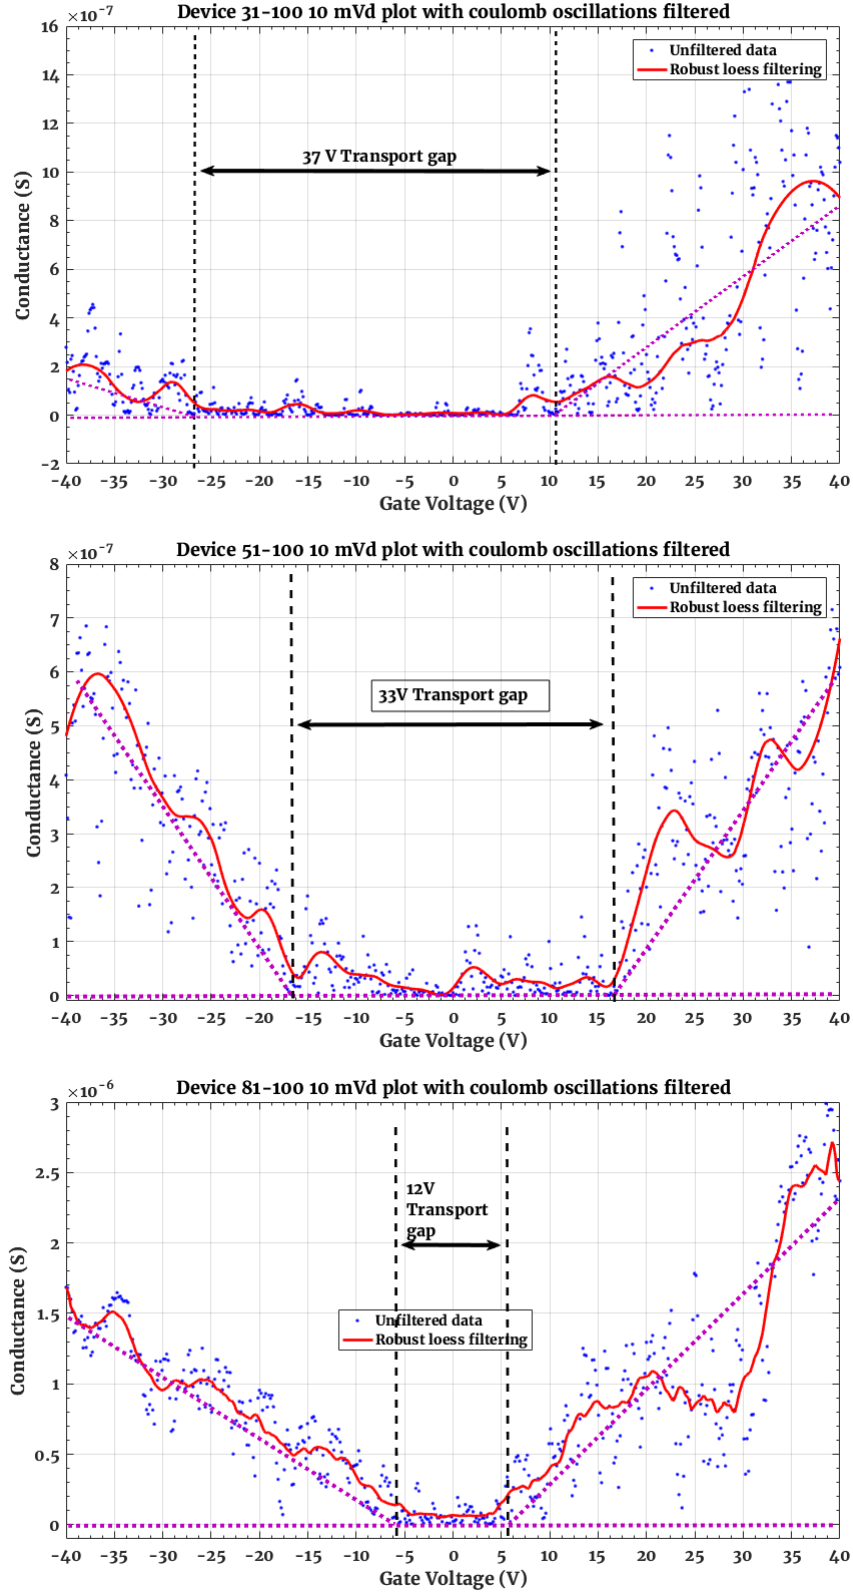 Device 31-100 10 mVd plot with coulomb oscillations filtered
×10⁻⁷
16
14
12
10
8
6
4
2
0
-2
Conductance (S)
Unfiltered data
Robust loess filtering
37 V Transport gap
-40 -35 -30 -25 -20 -15 -10 -5 0 5 10 15 20 25 30 35 40
Gate Voltage (V)
Device 51-100 10 mVd plot with coulomb oscillations filtered
×10⁻⁷
8
7
6
5
4
3
2
1
0
Conductance (S)
Unfiltered data
Robust loess filtering
33V Transport gap
-40 -35 -30 -25 -20 -15 -10 -5 0 5 10 15 20 25 30 35 40
Gate Voltage (V)
Device 81-100 10 mVd plot with coulomb oscillations filtered
×10⁻⁶
3
2.5
2
1.5
1
0.5
0
Conductance (S)
12V
Transport
gap
Unfiltered data
Robust loess filtering
-40 -35 -30 -25 -20 -15 -10 -5 0 5 10 15 20 25 30 35 40
Gate Voltage (V)